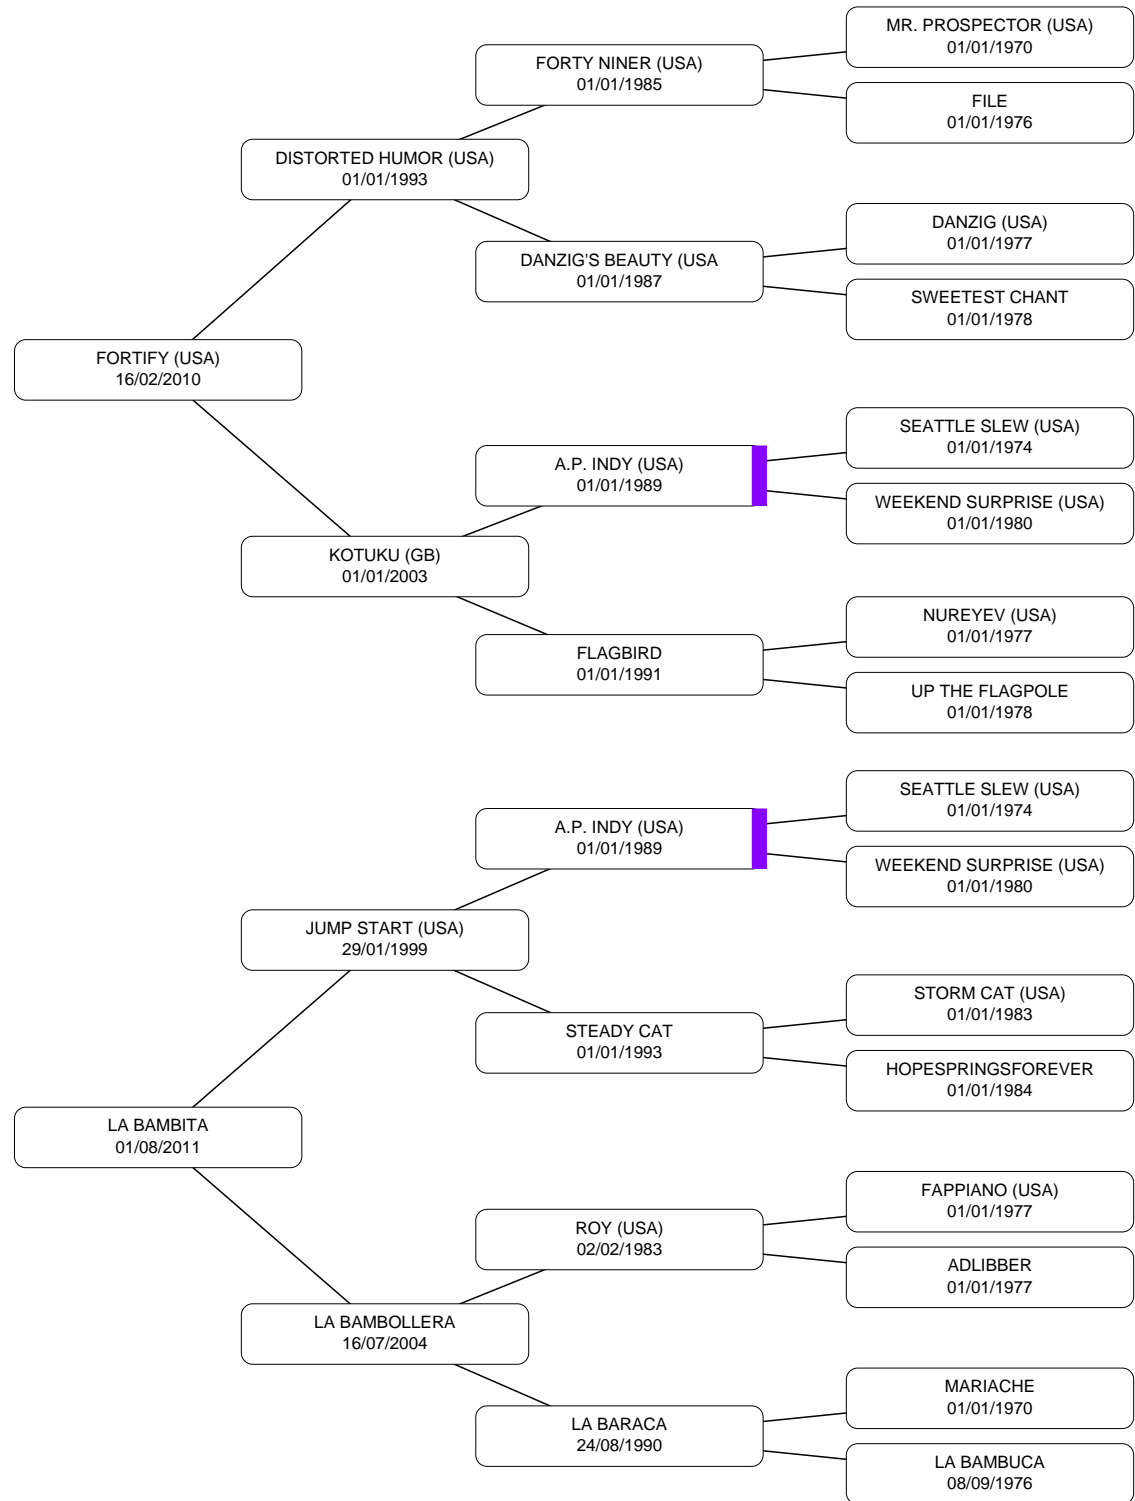 MR. PROSPECTOR (USA)
01/01/1970
FORTY NINER (USA)
01/01/1985
FILE
01/01/1976
DISTORTED HUMOR (USA)
01/01/1993
DANZIG (USA)
01/01/1977
DANZIG'S BEAUTY (USA
01/01/1987
SWEETEST CHANT
01/01/1978
FORTIFY (USA)
16/02/2010
SEATTLE SLEW (USA)
01/01/1974
A.P. INDY (USA)
01/01/1989
WEEKEND SURPRISE (USA)
01/01/1980
KOTUKU (GB)
01/01/2003
NUREYEV (USA)
01/01/1977
FLAGBIRD
01/01/1991
UP THE FLAGPOLE
01/01/1978
SEATTLE SLEW (USA)
01/01/1974
A.P. INDY (USA)
01/01/1989
WEEKEND SURPRISE (USA)
01/01/1980
JUMP START (USA)
29/01/1999
STORM CAT (USA)
01/01/1983
STEADY CAT
01/01/1993
HOPESPRINGSFOREVER
01/01/1984
LA BAMBITA
01/08/2011
FAPPIANO (USA)
01/01/1977
ROY (USA)
02/02/1983
ADLIBBER
01/01/1977
LA BAMBOLLERA
16/07/2004
MARIACHE
01/01/1970
LA BARACA
24/08/1990
LA BAMBUCA
08/09/1976